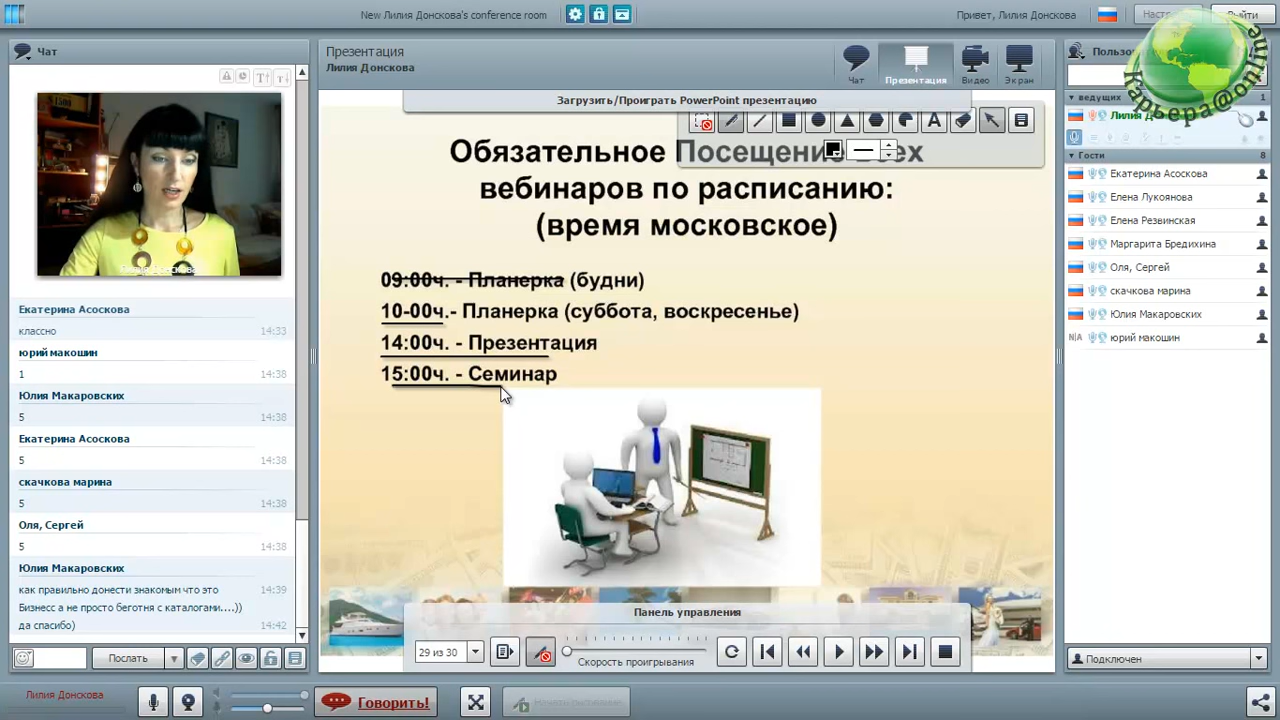 New Лилия Донскова's conference room
Привет, Лилия Донскова
Выйти
Чат
Екатерина Асоскова
классно
14:33
юрий макошин
1
14:38
Юлия Макаровских
5
14:38
Екатерина Асоскова
5
14:38
скачкова марина
5
14:38
Оля, Сергей
5
14:38
Юлия Макаровских
как правильно донести знакомым что это
14:39
Бизнесс а не просто беготня с каталогами....))
да спасибо)
14:42
Послать
Презентация
Лилия Донскова
Чат
Презентация
Видео
Экран
Загрузить/Проиграть PowerPoint презентацию
Обязательное Посещение всех
вебинаров по расписанию:
(время московское)
09:00ч. - Планерка (будни)
10-00ч.- Планерка (суббота, воскресенье)
14:00ч. - Презентация
15:00ч. - Семинар
Панель управления
29 из 30
Скорость проигрывания
ведущих 1
Гости 8
Екатерина Асоскова
Елена Лукоянова
Елена Резвинская
Маргарита Бредихина
Оля, Сергей
скачкова марина
Юлия Макаровских
N/A юрий макошин
Подключен
Карьера@online
Лилия Донскова
Говорить!